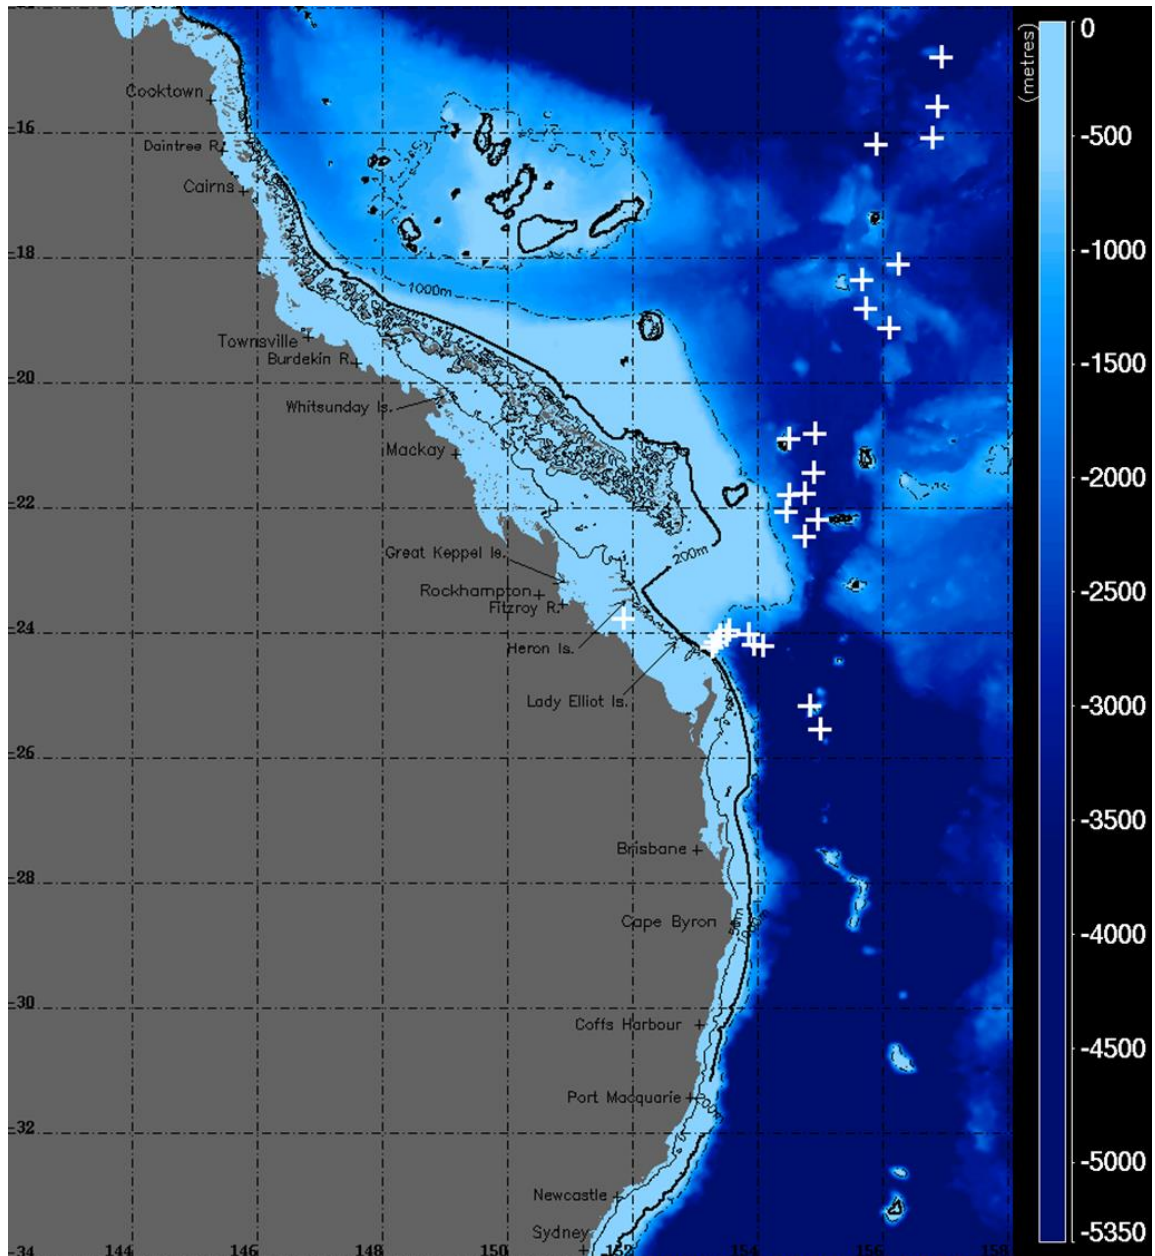 0
(metres)
Cooktown
-500
-16
Daintree R.
Cairns
-1000
-18
1000m
Townsville
-1500
Burdekin R.
-20
Whitsunday Is.
Mackay
-2000
-22
200m
Great Keppel Is.
-2500
Rockhampton
Fitzroy R.
-24
Heron Is.
Lady Elliot Is.
-3000
-26
-3500
Brisbane
-28
Cape Byron
-4000
-30
Coffs Harbour
-4500
Port Macquarie
200m
-32
-5000
Newcastle
Sydney
-5350
-34 144 146 148 150 152 154 156 158